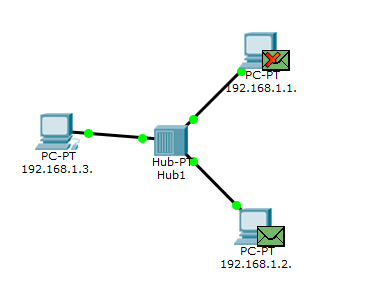 PC-PT
192.168.1.1.
PC-PT
192.168.1.3.
Hub-PT
Hub1
PC-PT
192.168.1.2.